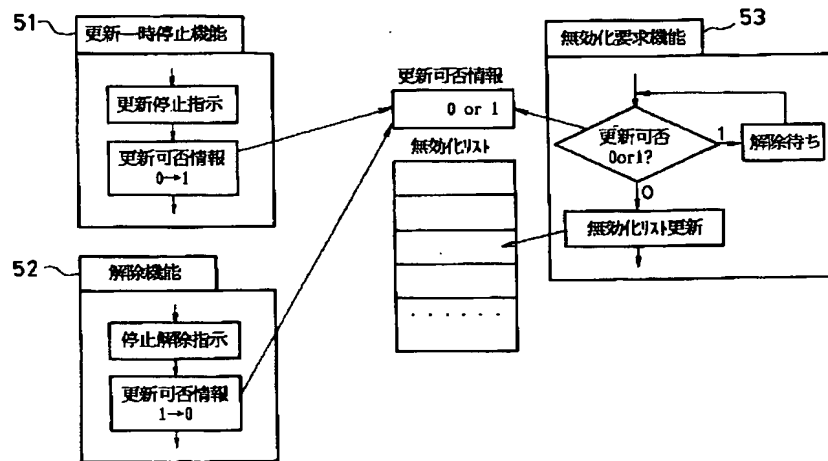 51
更新一時停止機能
更新停止指示
更新可否情報
0→1
52
解除機能
停止解除指示
更新可否情報
1→0
更新可否情報
0 or 1
無効化リスト
・・・・・・
53
無効化要求機能
更新可否
0or1?
1
解除待ち
0
無効化リスト更新